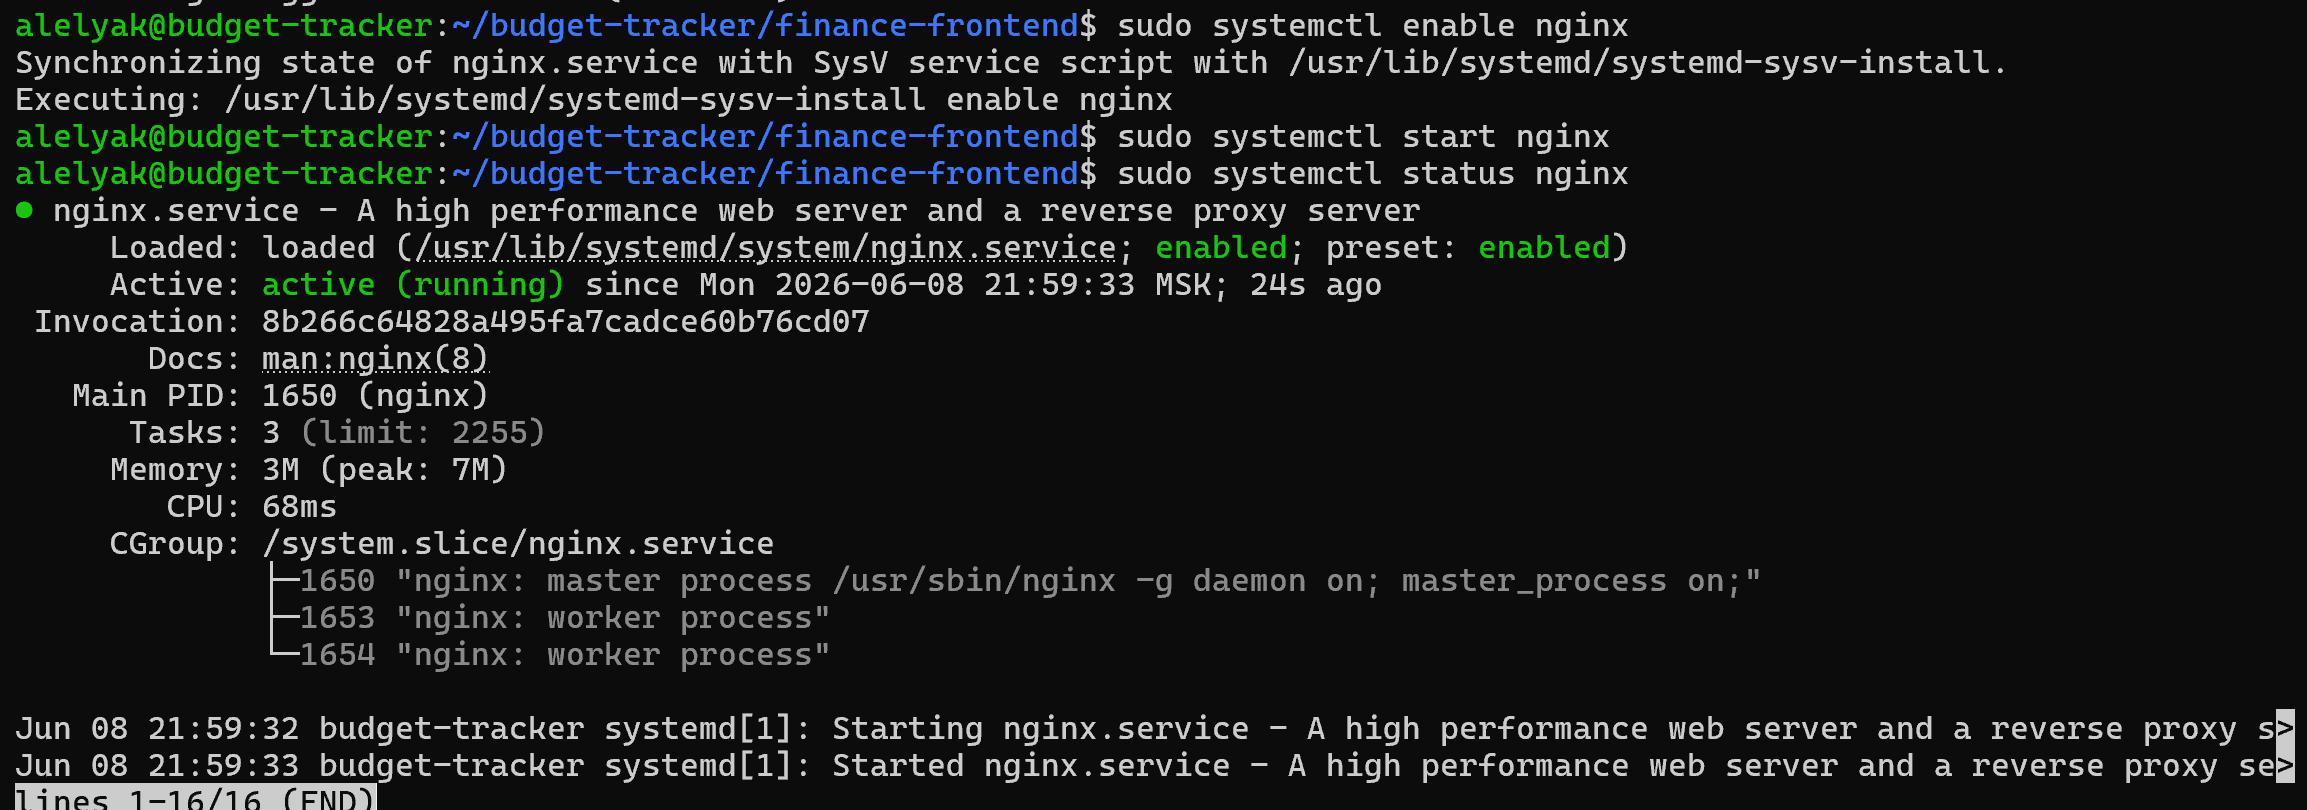 alelyak@budget-tracker:~/budget-tracker/finance-frontend$ sudo systemctl enable nginx
Synchronizing state of nginx.service with SysV service script with /usr/lib/systemd/systemd-sysv-install.
Executing: /usr/lib/systemd/systemd-sysv-install enable nginx
alelyak@budget-tracker:~/budget-tracker/finance-frontend$ sudo systemctl start nginx
alelyak@budget-tracker:~/budget-tracker/finance-frontend$ sudo systemctl status nginx
● nginx.service - A high performance web server and a reverse proxy server
     Loaded: loaded (/usr/lib/systemd/system/nginx.service; enabled; preset: enabled)
     Active: active (running) since Mon 2026-06-08 21:59:33 MSK; 24s ago
 Invocation: 8b266c64828a495fa7cadce60b76cd07
       Docs: man:nginx(8)
   Main PID: 1650 (nginx)
      Tasks: 3 (limit: 2255)
     Memory: 3M (peak: 7M)
        CPU: 68ms
     CGroup: /system.slice/nginx.service
             ├─1650 "nginx: master process /usr/sbin/nginx -g daemon on; master_process on;"
             ├─1653 "nginx: worker process"
             └─1654 "nginx: worker process"
Jun 08 21:59:32 budget-tracker systemd[1]: Starting nginx.service - A high performance web server and a reverse proxy s>
Jun 08 21:59:33 budget-tracker systemd[1]: Started nginx.service - A high performance web server and a reverse proxy se>
lines 1-16/16 (END)